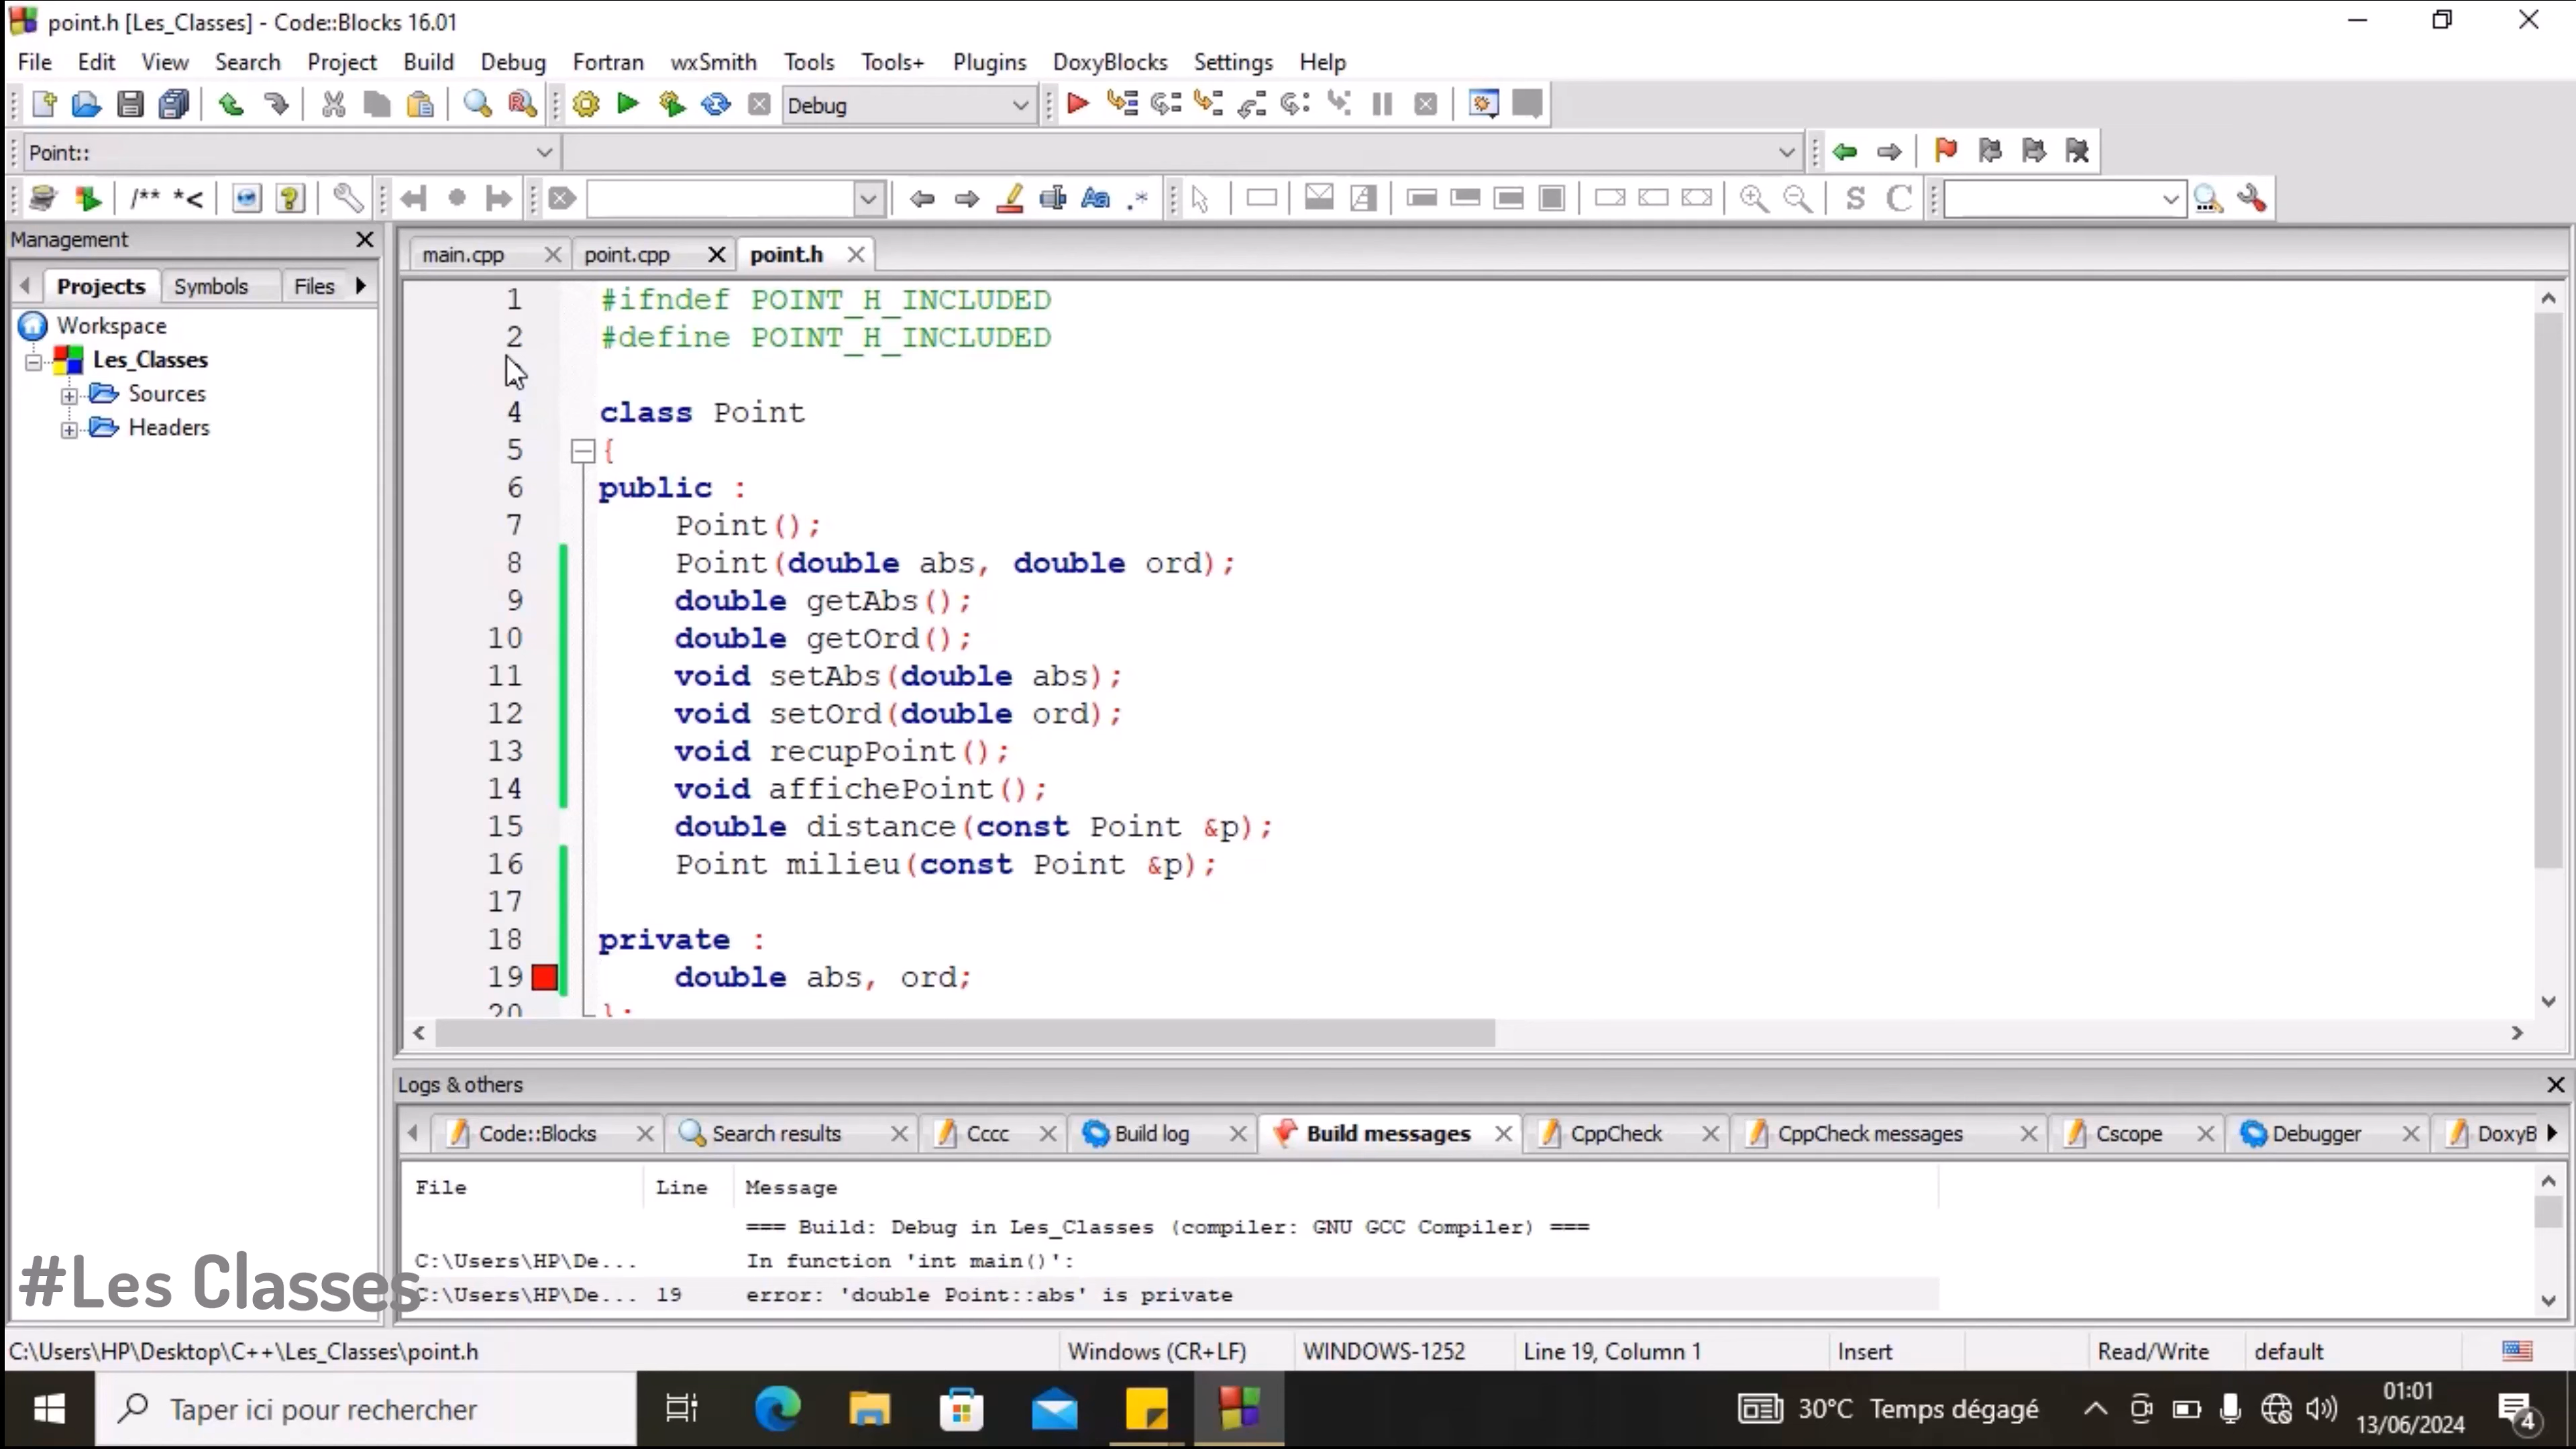 point.h [Les_Classes] - Code::Blocks 16.01
File Edit View Search Project Build Debug Fortran wxSmith Tools Tools+ Plugins DoxyBlocks Settings Help
Debug
Point::
/** *< S C
Management
Projects Symbols Files
Workspace
Les_Classes
Sources
Headers
main.cpp point.cpp point.h
1 #ifndef POINT_H_INCLUDED
2 #define POINT_H_INCLUDED
4 class Point
5 {
6 public :
7 Point();
8 Point(double abs, double ord);
9 double getAbs();
10 double getOrd();
11 void setAbs(double abs);
12 void setOrd(double ord);
13 void recupPoint();
14 void affichePoint();
15 double distance(const Point &p);
16 Point milieu(const Point &p);
17
18 private :
19 double abs, ord;
20 };
Logs & others
Code::Blocks Search results Cccc Build log Build messages CppCheck CppCheck messages Cscope Debugger DoxyB
File Line Message
=== Build: Debug in Les_Classes (compiler: GNU GCC Compiler) ===
C:\Users\HP\De... In function 'int main()':
C:\Users\HP\De... 19 error: 'double Point::abs' is private
#Les Classes
C:\Users\HP\Desktop\C++\Les_Classes\point.h Windows (CR+LF) WINDOWS-1252 Line 19, Column 1 Insert Read/Write default
Taper ici pour rechercher
30°C Temps dégagé
01:01
13/06/2024
4